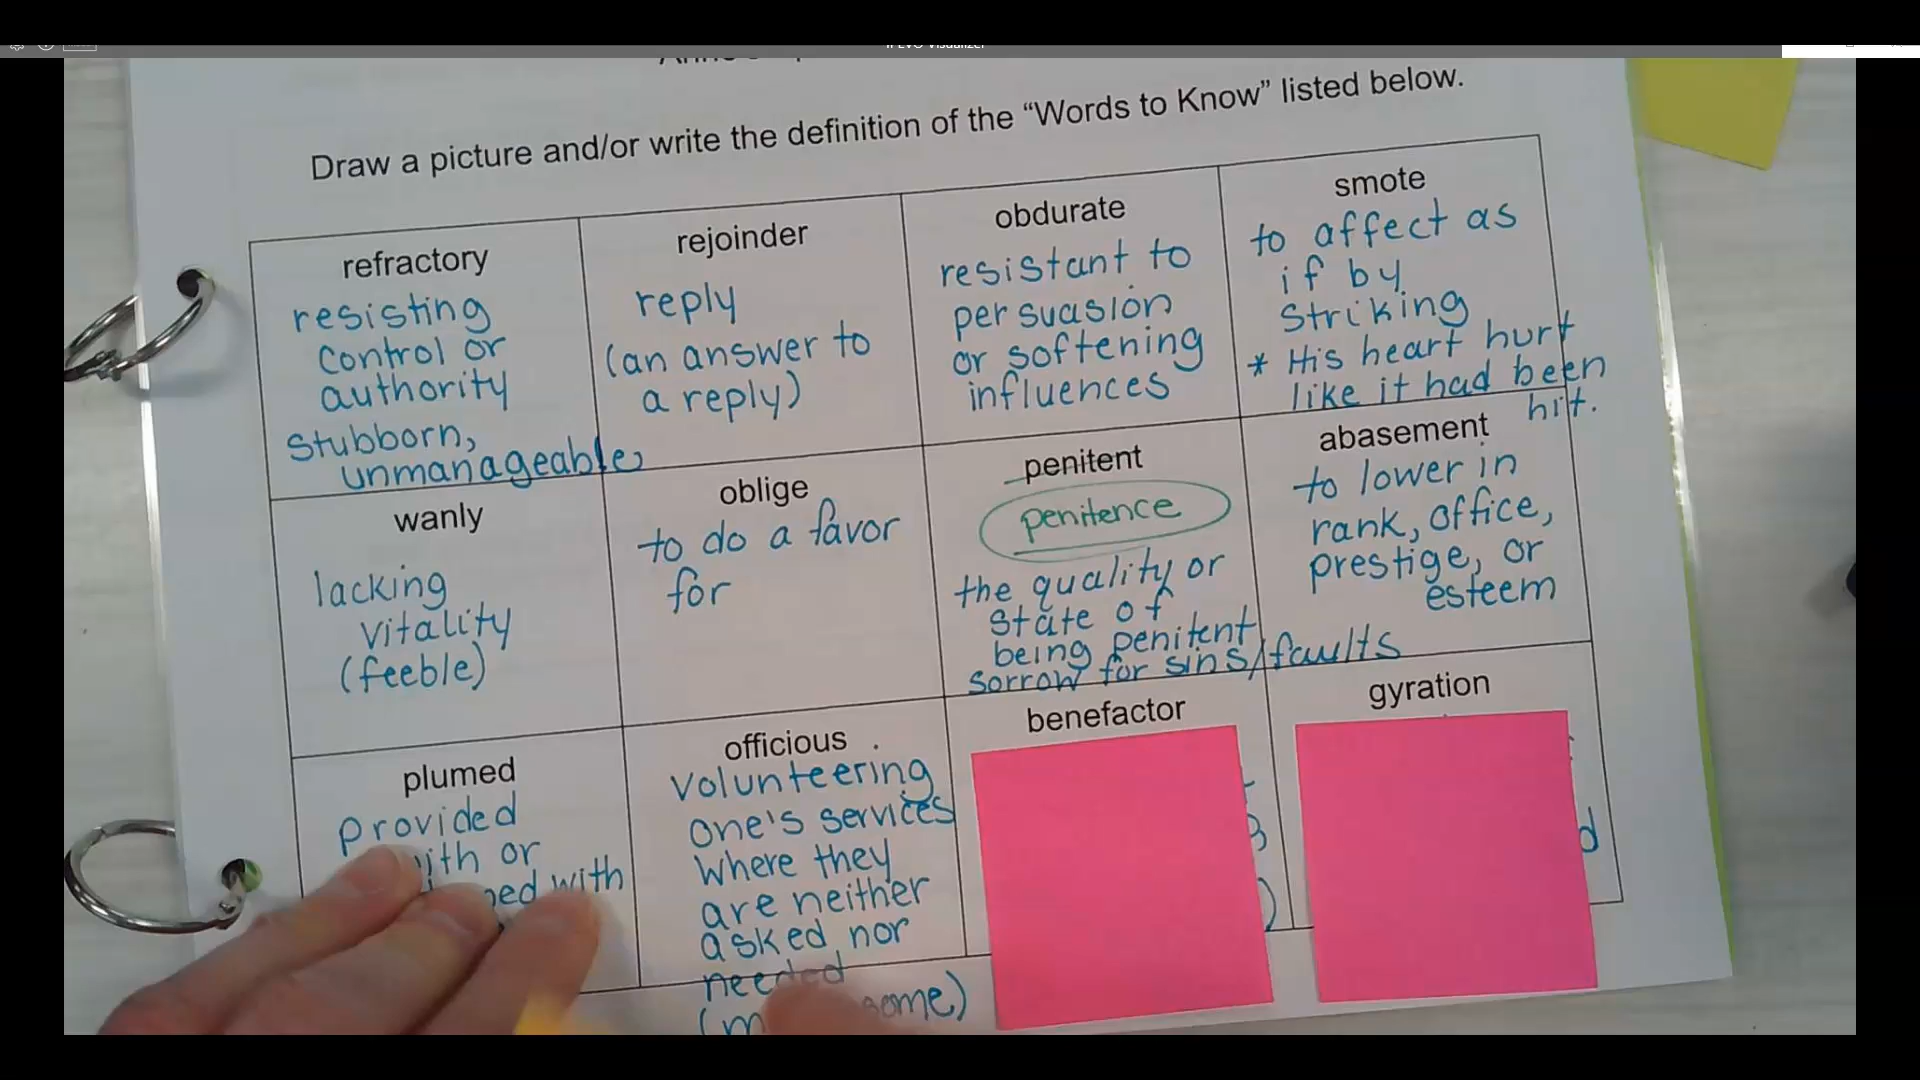 Draw a picture and/or write the definition of the “Words to Know” listed below.
refractory
resisting
control or
authority
stubborn,
unmanageable
rejoinder
reply
(an answer to
a reply)
obdurate
resistant to
persuasion
or softening
influences
smote
to affect as
if by
striking
* His heart hurt
like it had been
hit.
wanly
lacking
vitality
(feeble)
oblige
to do a favor
for
penitent
penitence
the quality or
state of
being penitent
sorrow for sins/faults
abasement
to lower in
rank, office,
prestige, or
esteem
plumed
provided
or
with
officious
volunteering
one's services
where they
are neither
asked nor
needed
benefactor
gyration